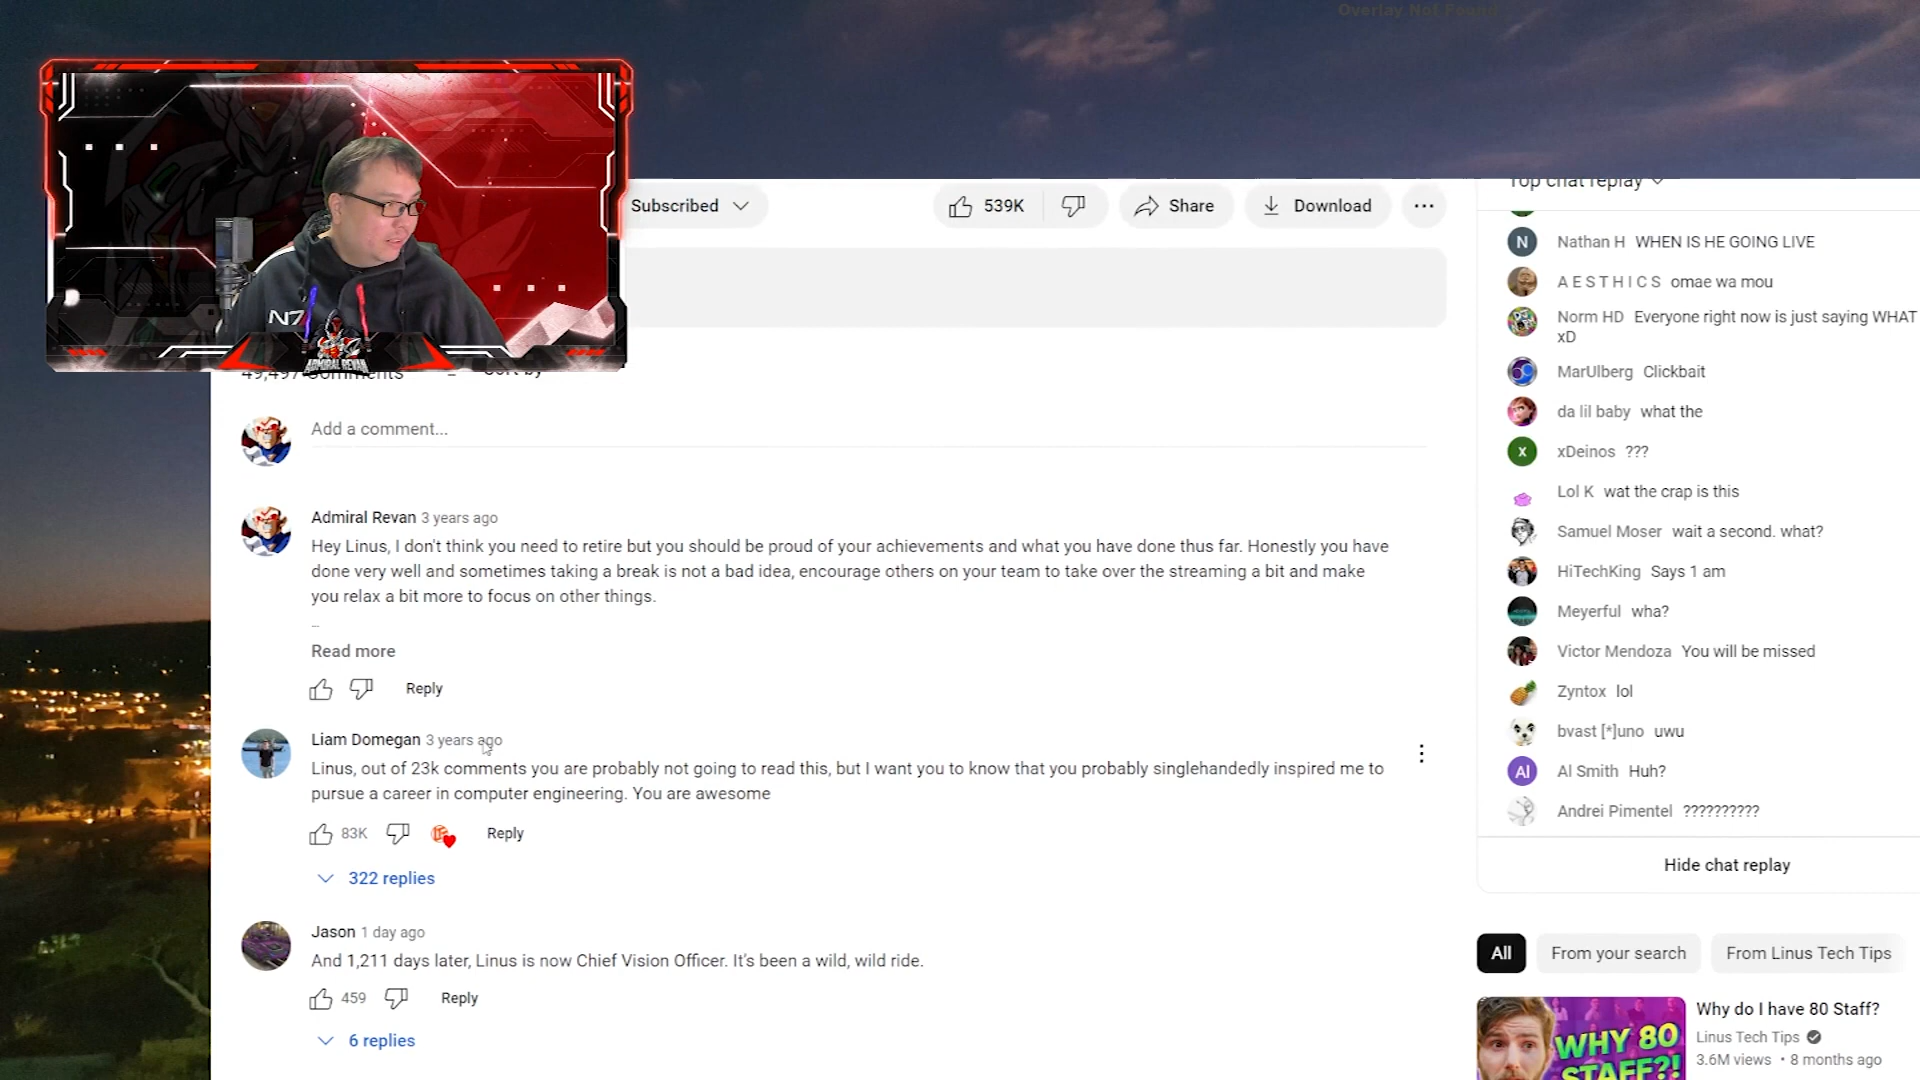 Overlay Not Found
N7
ADMIRAL REVAN
Subscribed
539K
Share
Download
49,497 Comments
Sort by
Add a comment...
Admiral Revan 3 years ago
Hey Linus, I don't think you need to retire but you should be proud of your achievements and what you have done thus far. Honestly you have
done very well and sometimes taking a break is not a bad idea, encourage others on your team to take over the streaming a bit and make
you relax a bit more to focus on other things.
...
Read more
Reply
Liam Domegan 3 years ago
Linus, out of 23k comments you are probably not going to read this, but I want you to know that you probably singlehandedly inspired me to
pursue a career in computer engineering. You are awesome
83K
Reply
322 replies
Jason 1 day ago
And 1,211 days later, Linus is now Chief Vision Officer. It's been a wild, wild ride.
459
Reply
6 replies
Top chat replay
N
Nathan H WHEN IS HE GOING LIVE
A E S T H I C S omae wa mou
Norm HD Everyone right now is just saying WHAT
xD
MarUlberg Clickbait
da lil baby what the
x
xDeinos ???
Lol K wat the crap is this
Samuel Moser wait a second. what?
HiTechKing Says 1 am
Meyerful wha?
Victor Mendoza You will be missed
Zyntox lol
bvast [*]uno uwu
Al
Al Smith Huh?
Andrei Pimentel ??????????
Hide chat replay
All
From your search
From Linus Tech Tips
WHY 80
STAFF?!
Why do I have 80 Staff?
Linus Tech Tips
3.6M views • 8 months ago